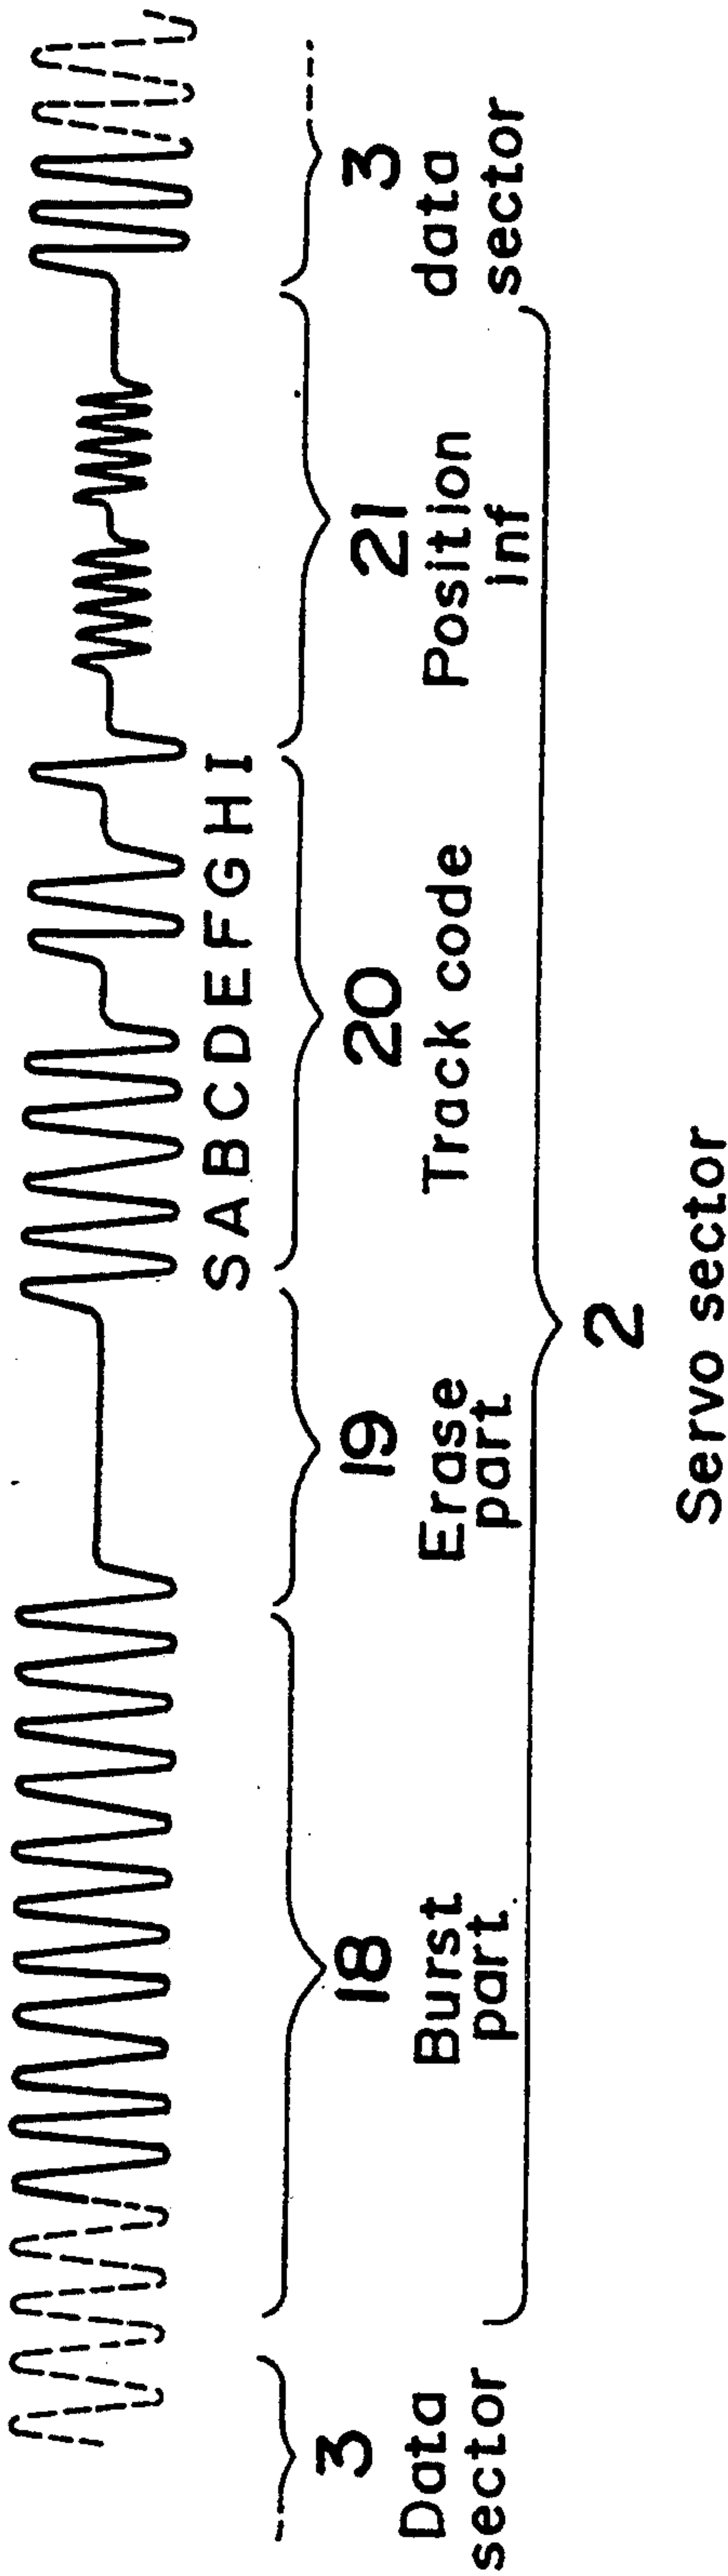 S A B C D E F G H I
3
Data
sector
18
Burst
part
19
Erase
part
20
Track code
21
Position
inf
3
data
sector
2
Servo sector